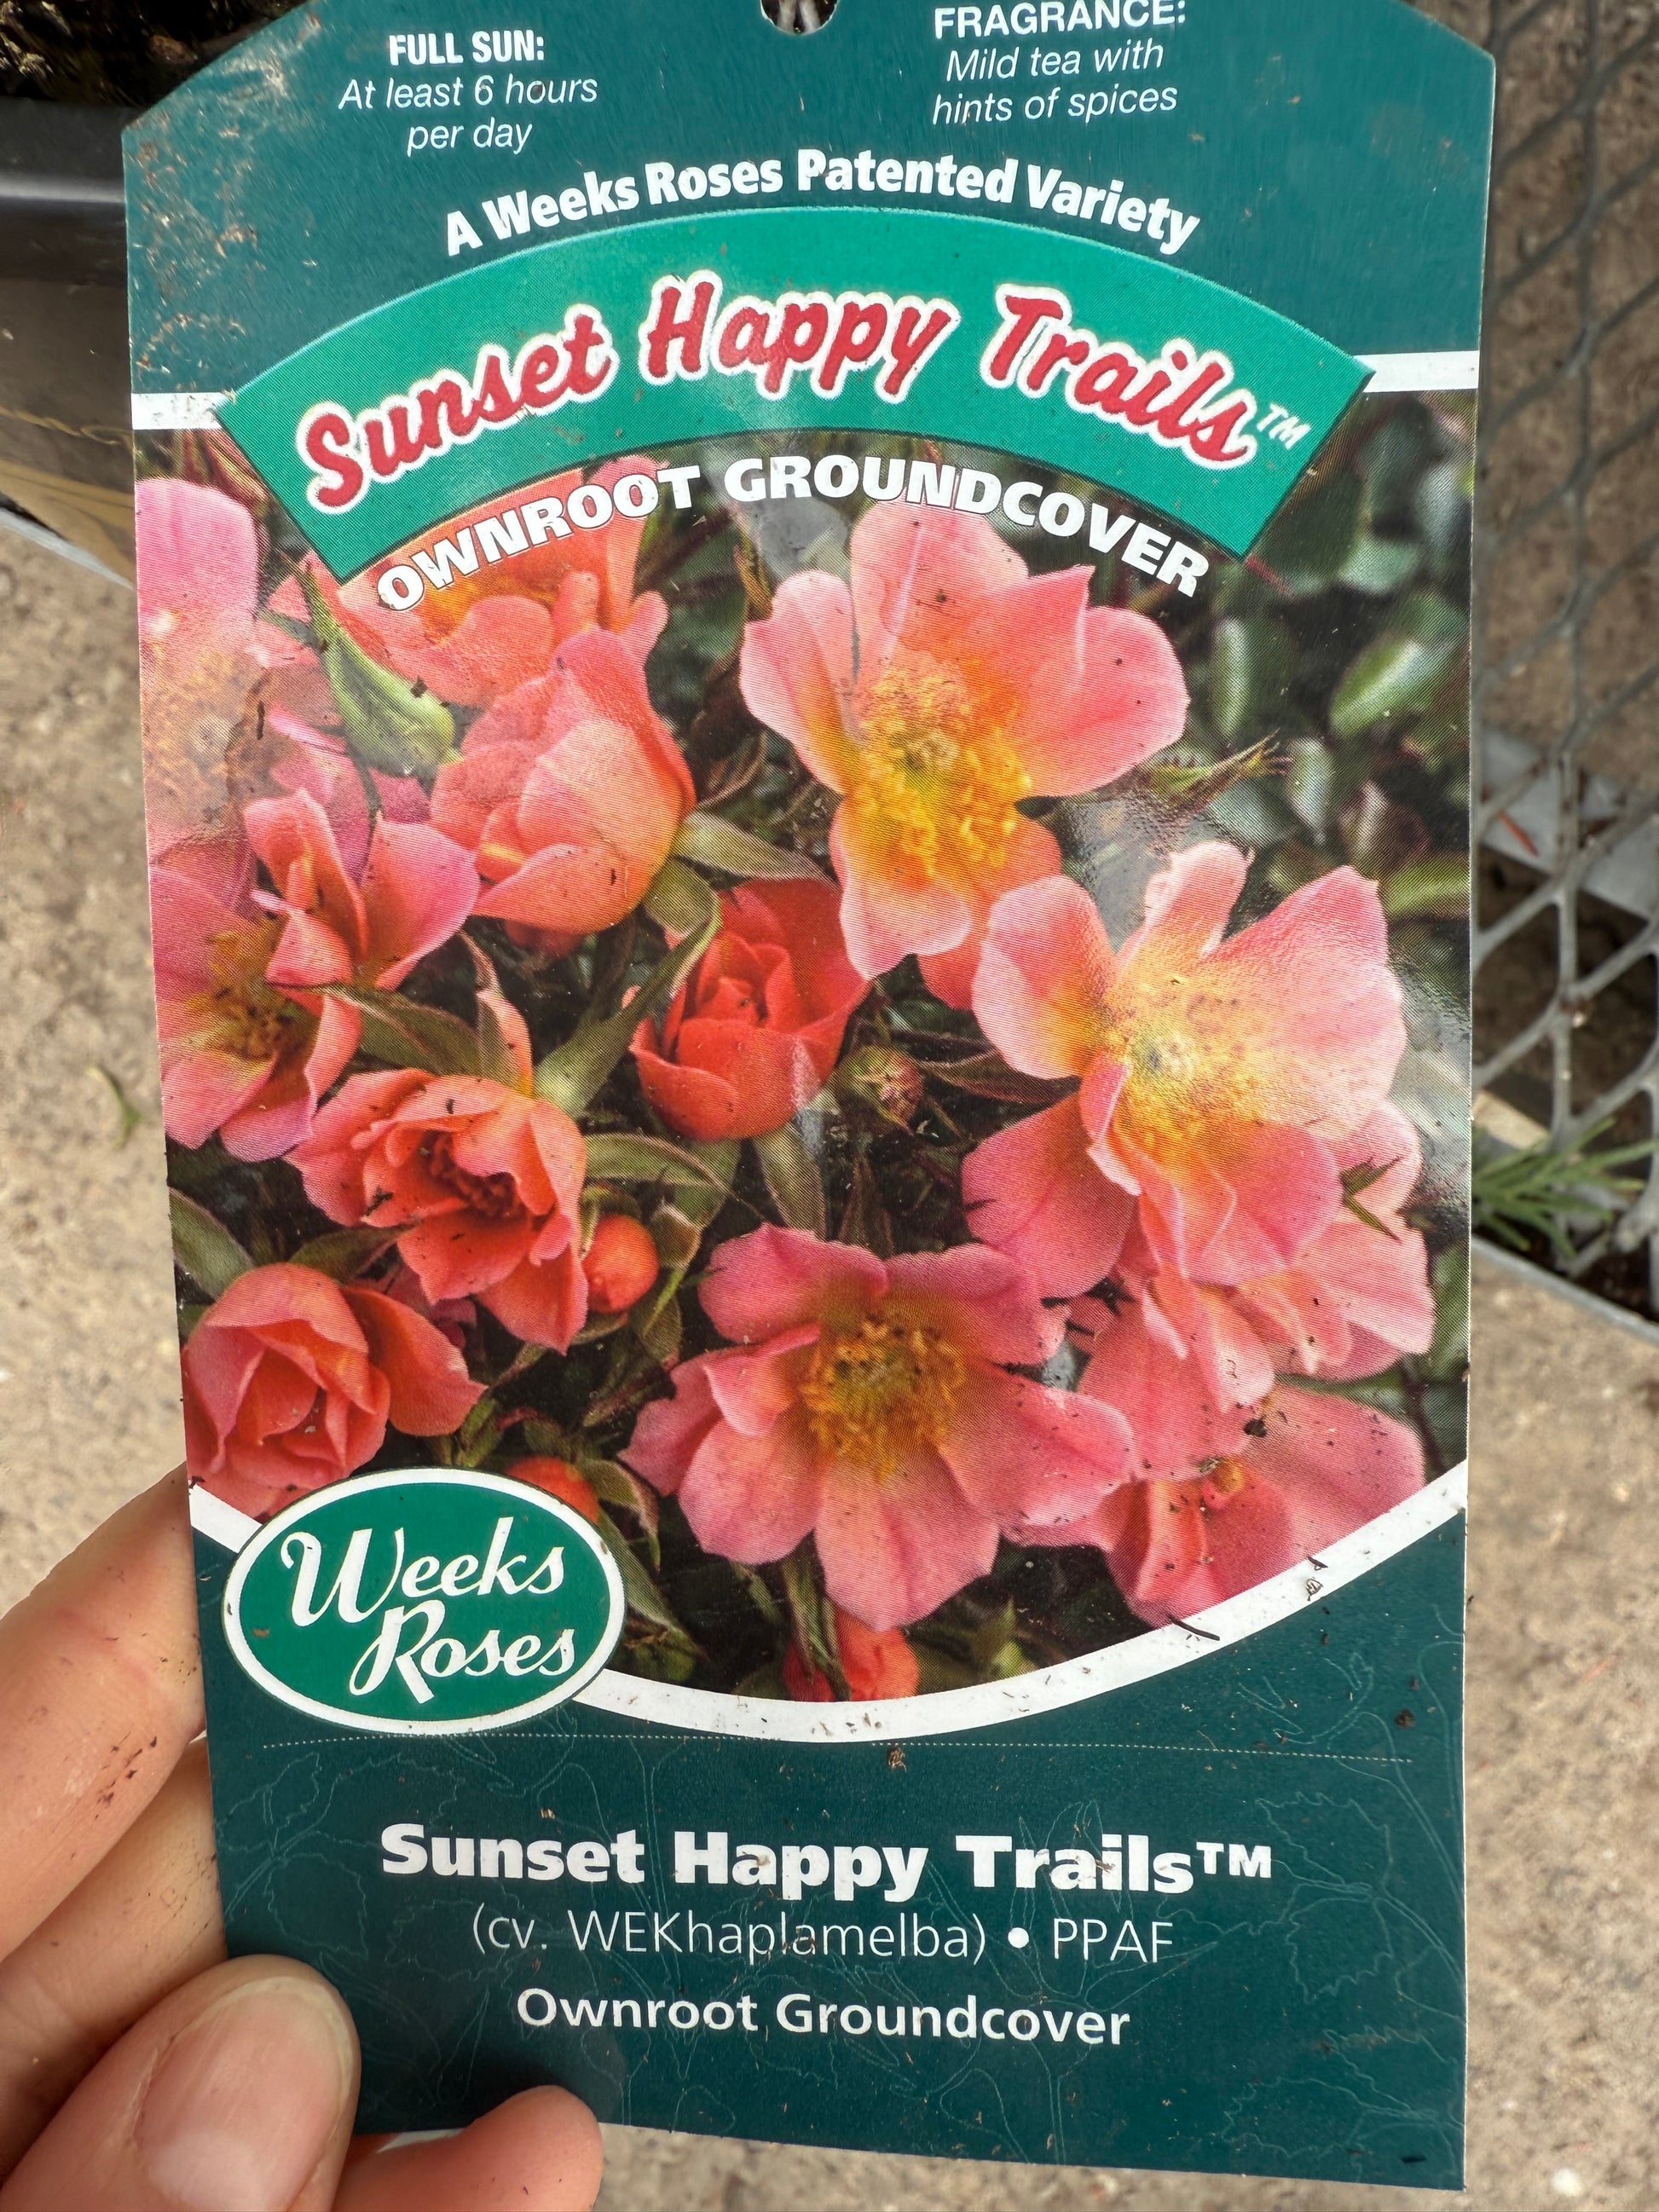 FULL SUN:
At least 6 hours
per day
FRAGRANCE:
Mild tea with
hints of spices
A Weeks Roses Patented Variety
Sunset Happy Trails™
OWNROOT GROUNDCOVER
Weeks
Roses
Sunset Happy Trails™
(cv. WEKhaplamelba) • PPAF
Ownroot Groundcover